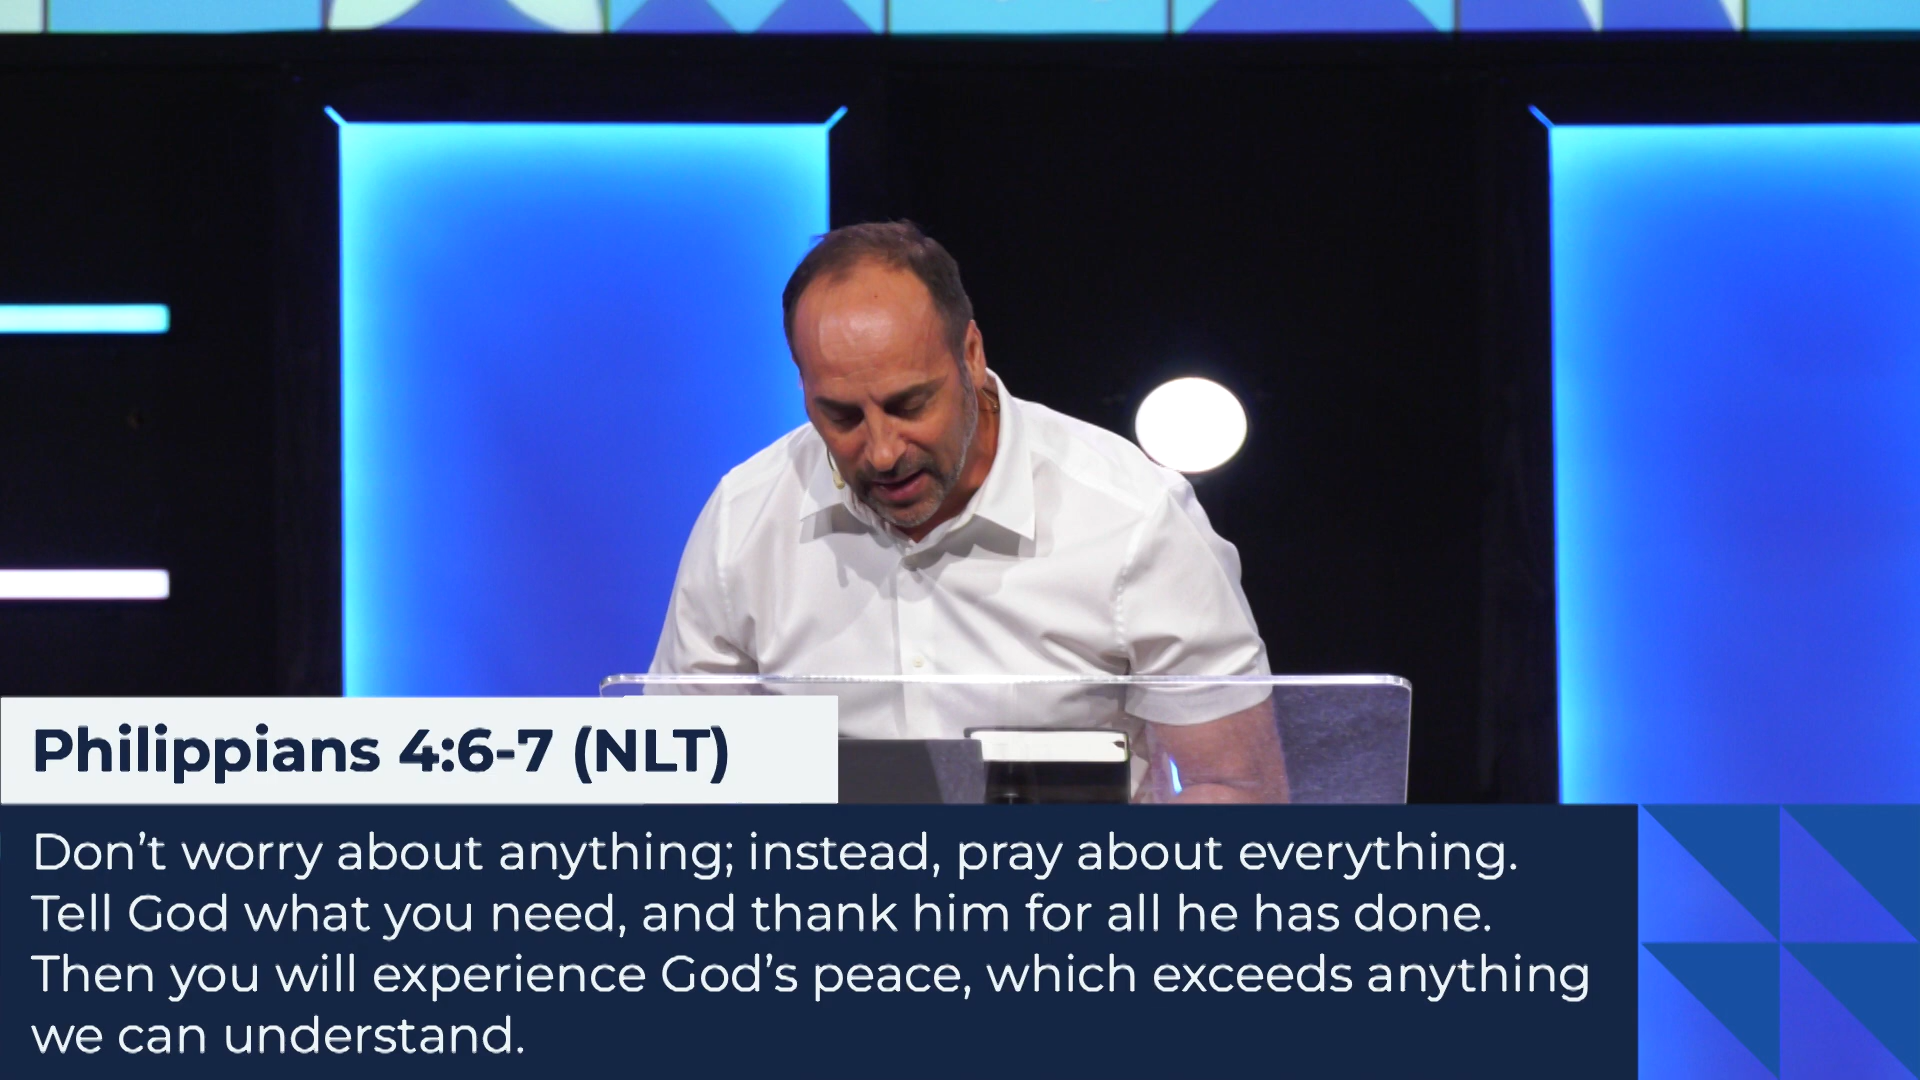 Philippians 4:6-7 (NLT)
Don’t worry about anything; instead, pray about everything.
Tell God what you need, and thank him for all he has done.
Then you will experience God’s peace, which exceeds anything
we can understand.